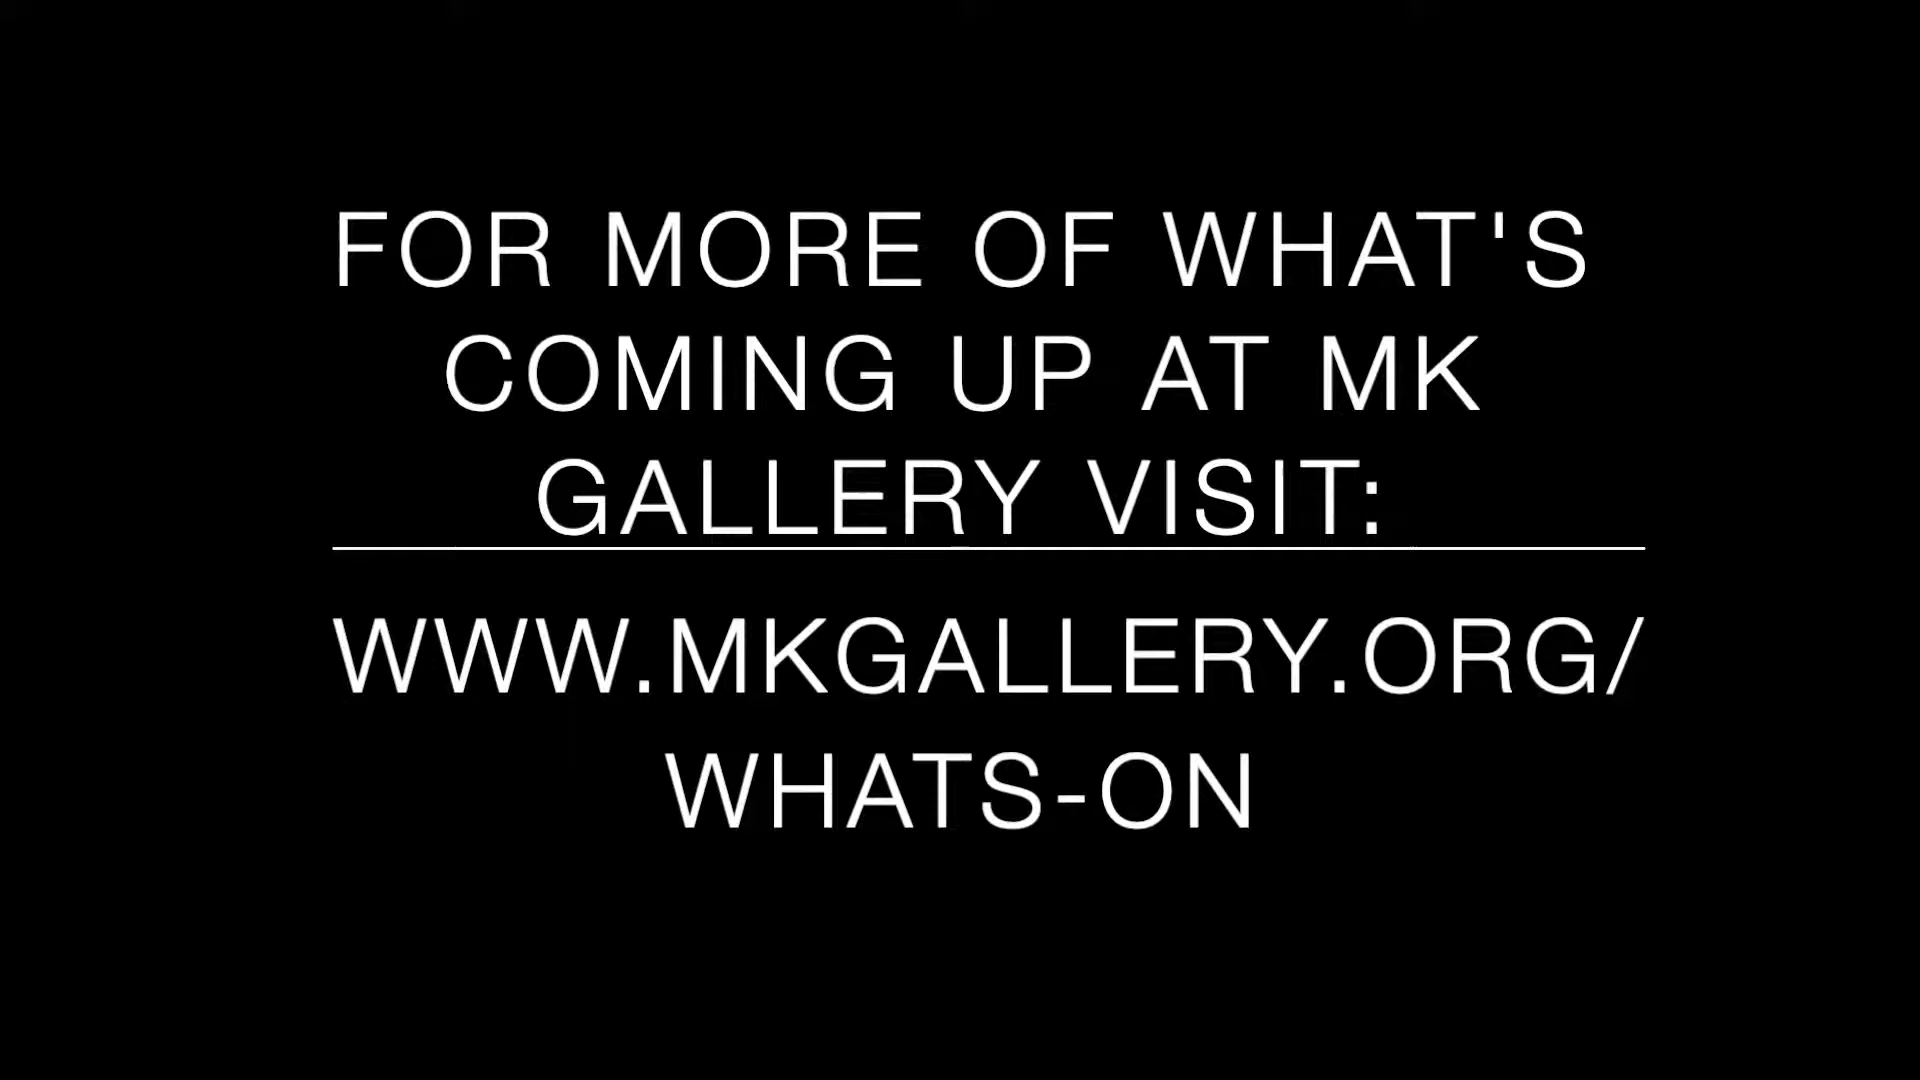 FOR MORE OF WHAT'S
COMING UP AT MK
GALLERY VISIT:
WWW.MKGALLERY.ORG/
WHATS-ON